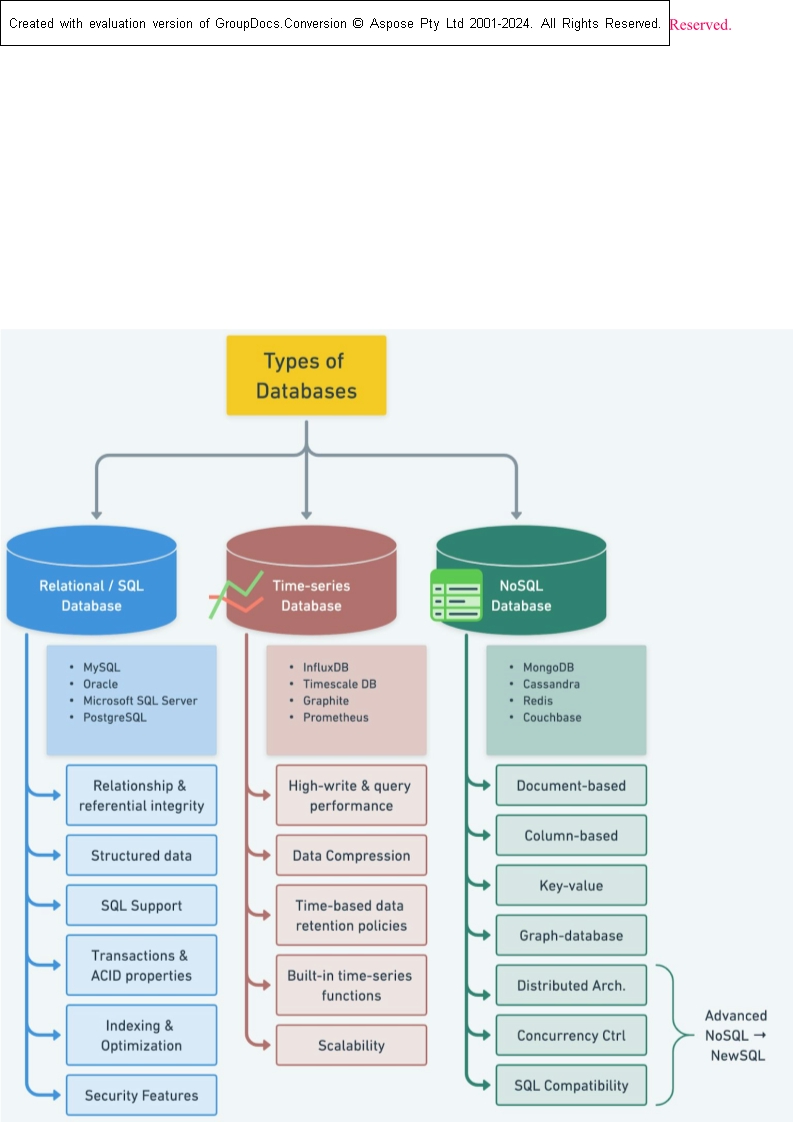 Created with evaluation version of GroupDocs.Conversion © Aspose Pty Ltd 2001-2024. All Rights Reserved. Reserved.
Types of
Databases
Relational / SQL
Database
• MySQL
• Oracle
• Microsoft SQL Server
• PostgreSQL
Relationship &
referential integrity
Structured data
SQL Support
Transactions &
ACID properties
Indexing &
Optimization
Security Features
Time-series
Database
• InfluxDB
• Timescale DB
• Graphite
• Prometheus
High-write & query
performance
Data Compression
Time-based data
retention policies
Built-in time-series
functions
Scalability
NoSQL
Database
• MongoDB
• Cassandra
• Redis
• Couchbase
Document-based
Column-based
Key-value
Graph-database
Distributed Arch.
Concurrency Ctrl
SQL Compatibility
Advanced
NoSQL →
NewSQL